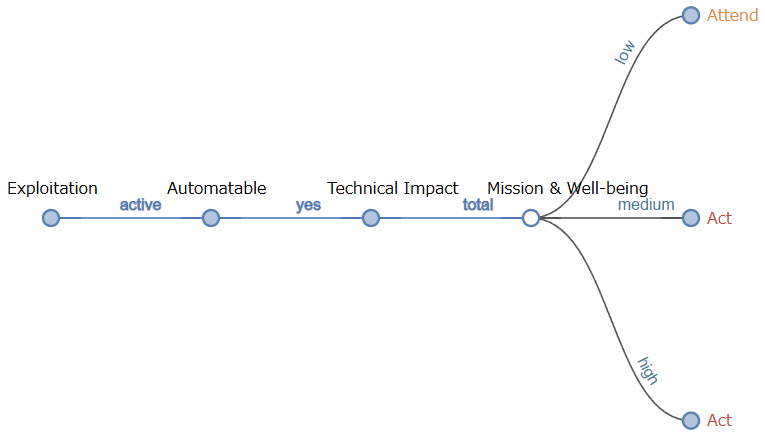 Attend
low
Exploitation
Automatable
Technical Impact
Mission & Well-being
active
yes
total
medium
Act
high
Act